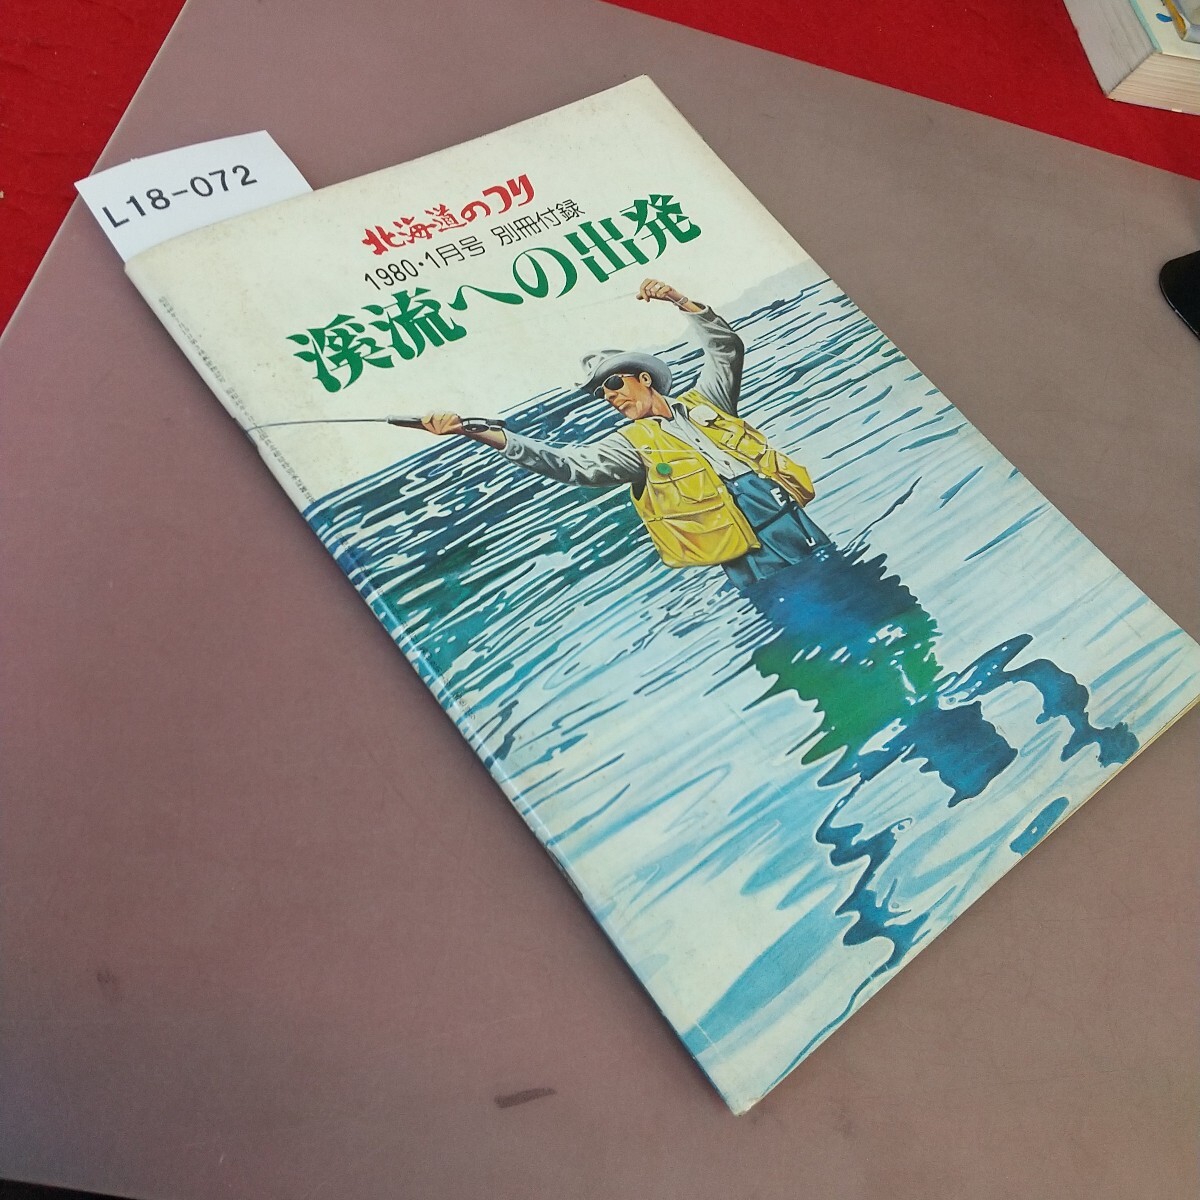 L18-072
北海道のつり
1980・1月号 別冊付録
渓流への出発